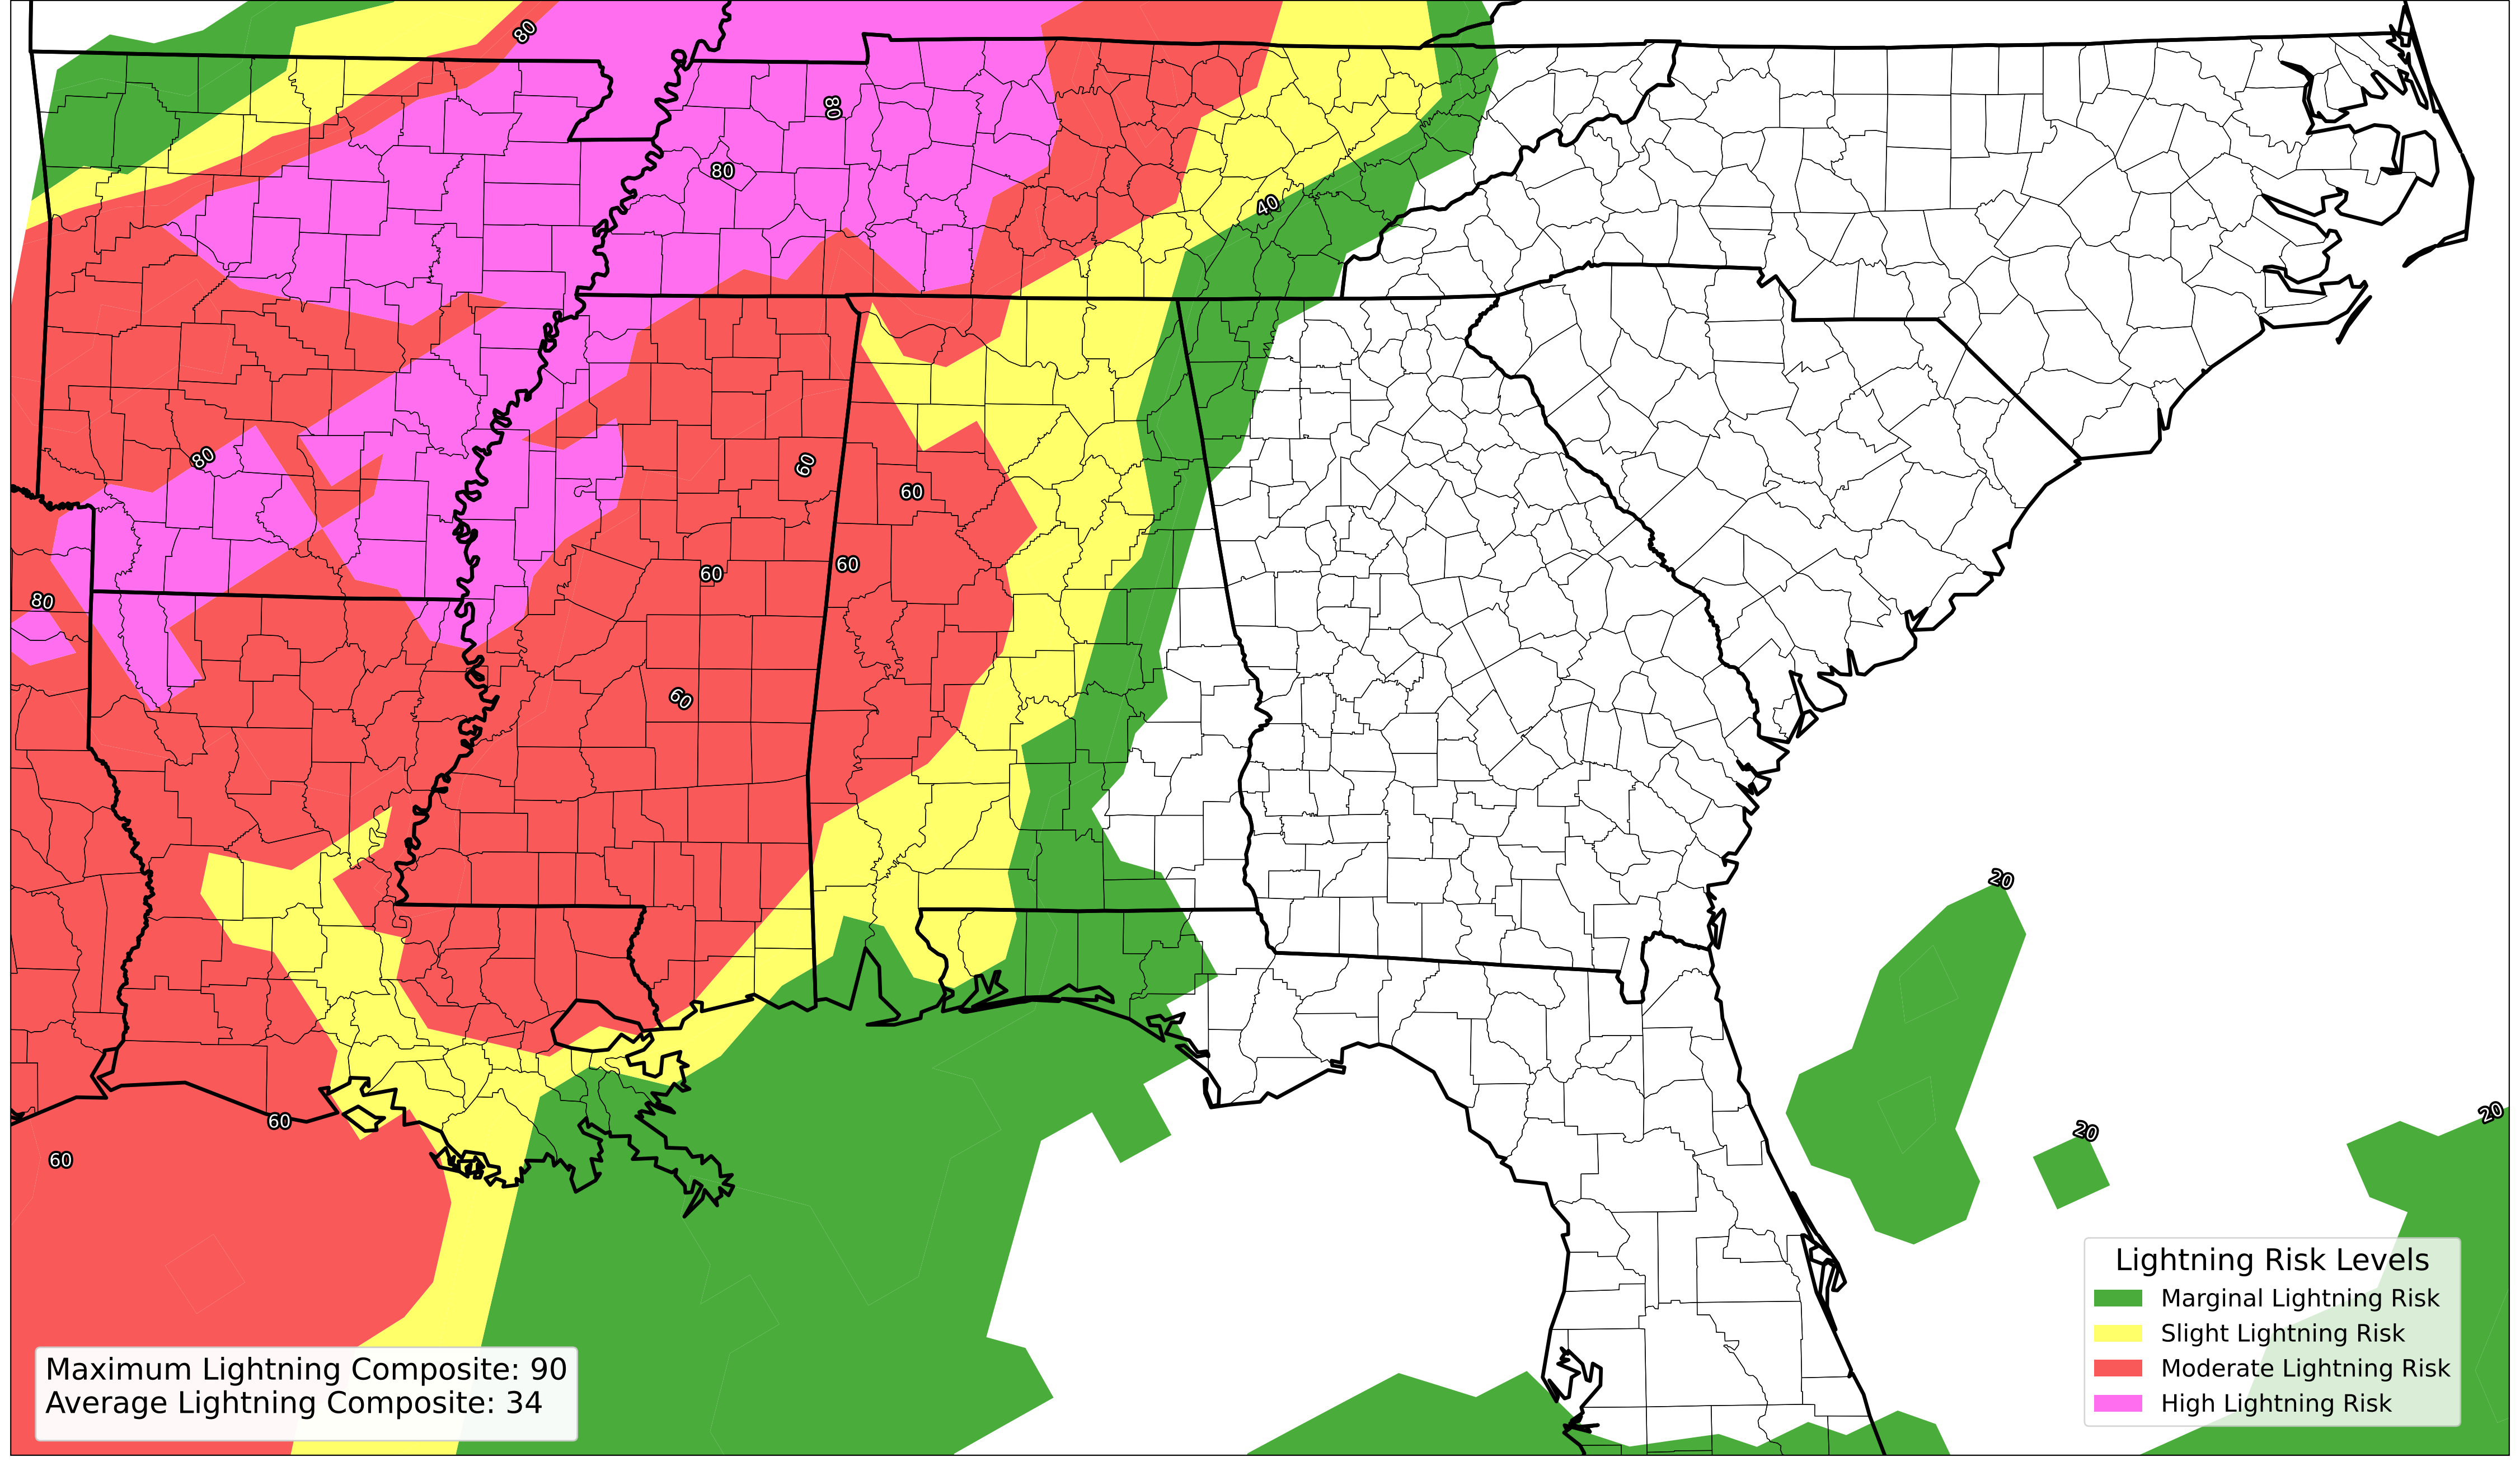 80
80
80
40
80
60
60
60
60
80
60
20
60
60
20
20
Lightning Risk Levels
Marginal Lightning Risk
Slight Lightning Risk
Moderate Lightning Risk
High Lightning Risk
Maximum Lightning Composite: 90
Average Lightning Composite: 34